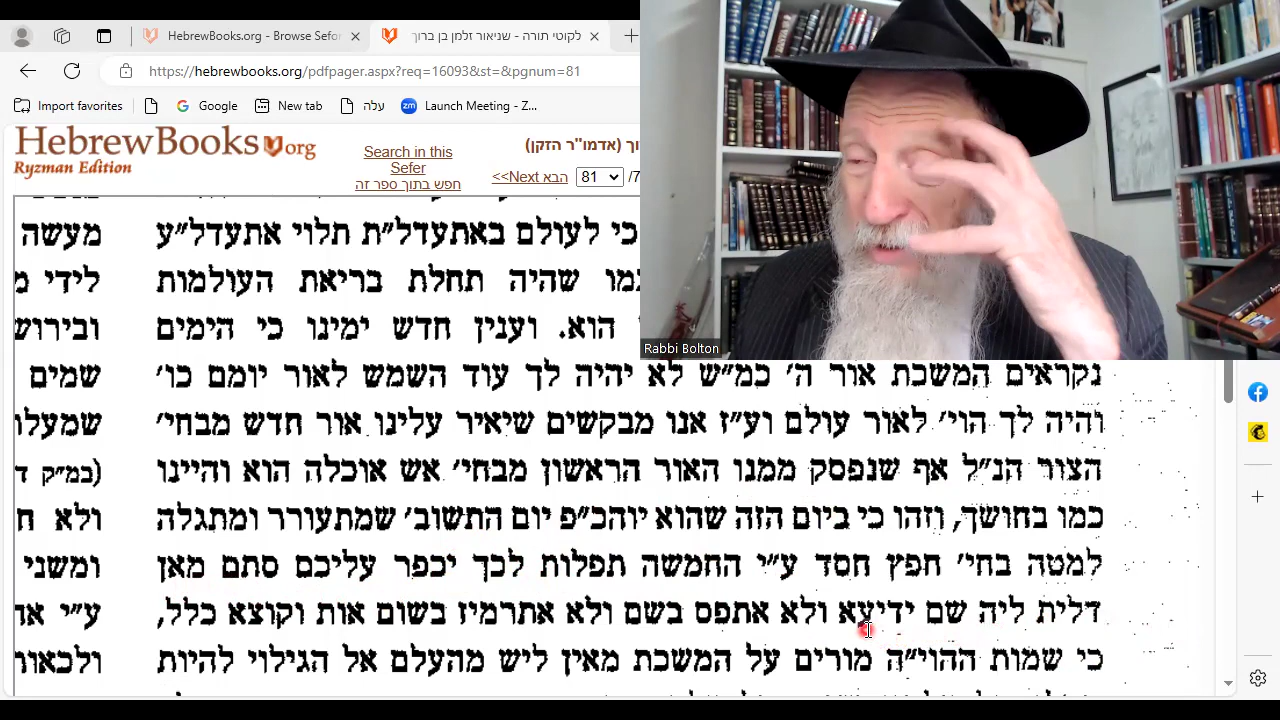 HebrewBooks.org - Browse Sefor
לקוטי תורה - שניאור זלמן בן ברוך
https://hebrewbooks.org/pdfpager.aspx?req=16093&st=&pgnum=81
Import favorites
Google
New tab
עלה
zm Launch Meeting - Z...
HebrewBooks.org
Ryzman Edition
Search in this Sefer
חפש בתוך ספר זה
וך (אדמו"ר הזקן)
<<Next הבא
81
/7
Rabbi Bolton
כי לעולם באתעדל״ת תלוי אתעדל״ע
מו שהיה תחלת בריאת העולמות
הוא. וענין חדש ימינו כי הימים
נקראים המשכת אור ה׳ כמ״ש לא יהיה לך עוד השמש לאור יומם כו׳
והיה לך הוי׳ לאור עולם וע״ז אנו מבקשים שיאיר עלינו אור חדש מבחי׳
הצור הנ״ל אף שנפסק ממנו האור הראשון מבחי׳ אש אוכלה הוא והיינו
כמו בחושך, וזהו כי ביום הזה שהוא יוהכ״פ יום התשוב׳ שמתעורר ומתגלה
למטה בחי׳ חפץ חסד ע״י החמשה תפלות לכך יכפר עליכם סתם מאן
דלית ליה שם ידיעא ולא אתפס בשם ולא אתרמיז בשום אות וקוצא כלל,
כי שמות ההוי״ה מורים על המשכת מאין ליש מהעלם אל הגילוי להיות
מעשה
לידי
ובירוש
שמים
שמעלו
(במ״ק ד
ולא
ומשני
ע״י
ולכאור